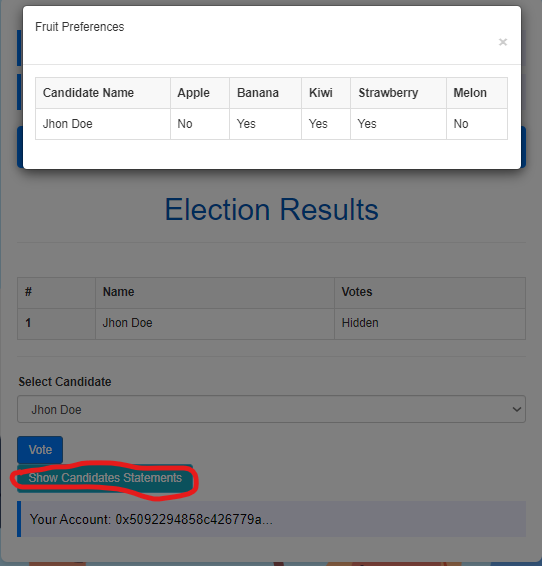 Fruit Preferences
×
Candidate Name Apple Banana Kiwi Strawberry Melon
Jhon Doe No Yes Yes Yes No
Election Results
# Name Votes
1 Jhon Doe Hidden
Select Candidate
Jhon Doe
Vote
Show Candidates Statements
Your Account: 0x5092294858c426779a...